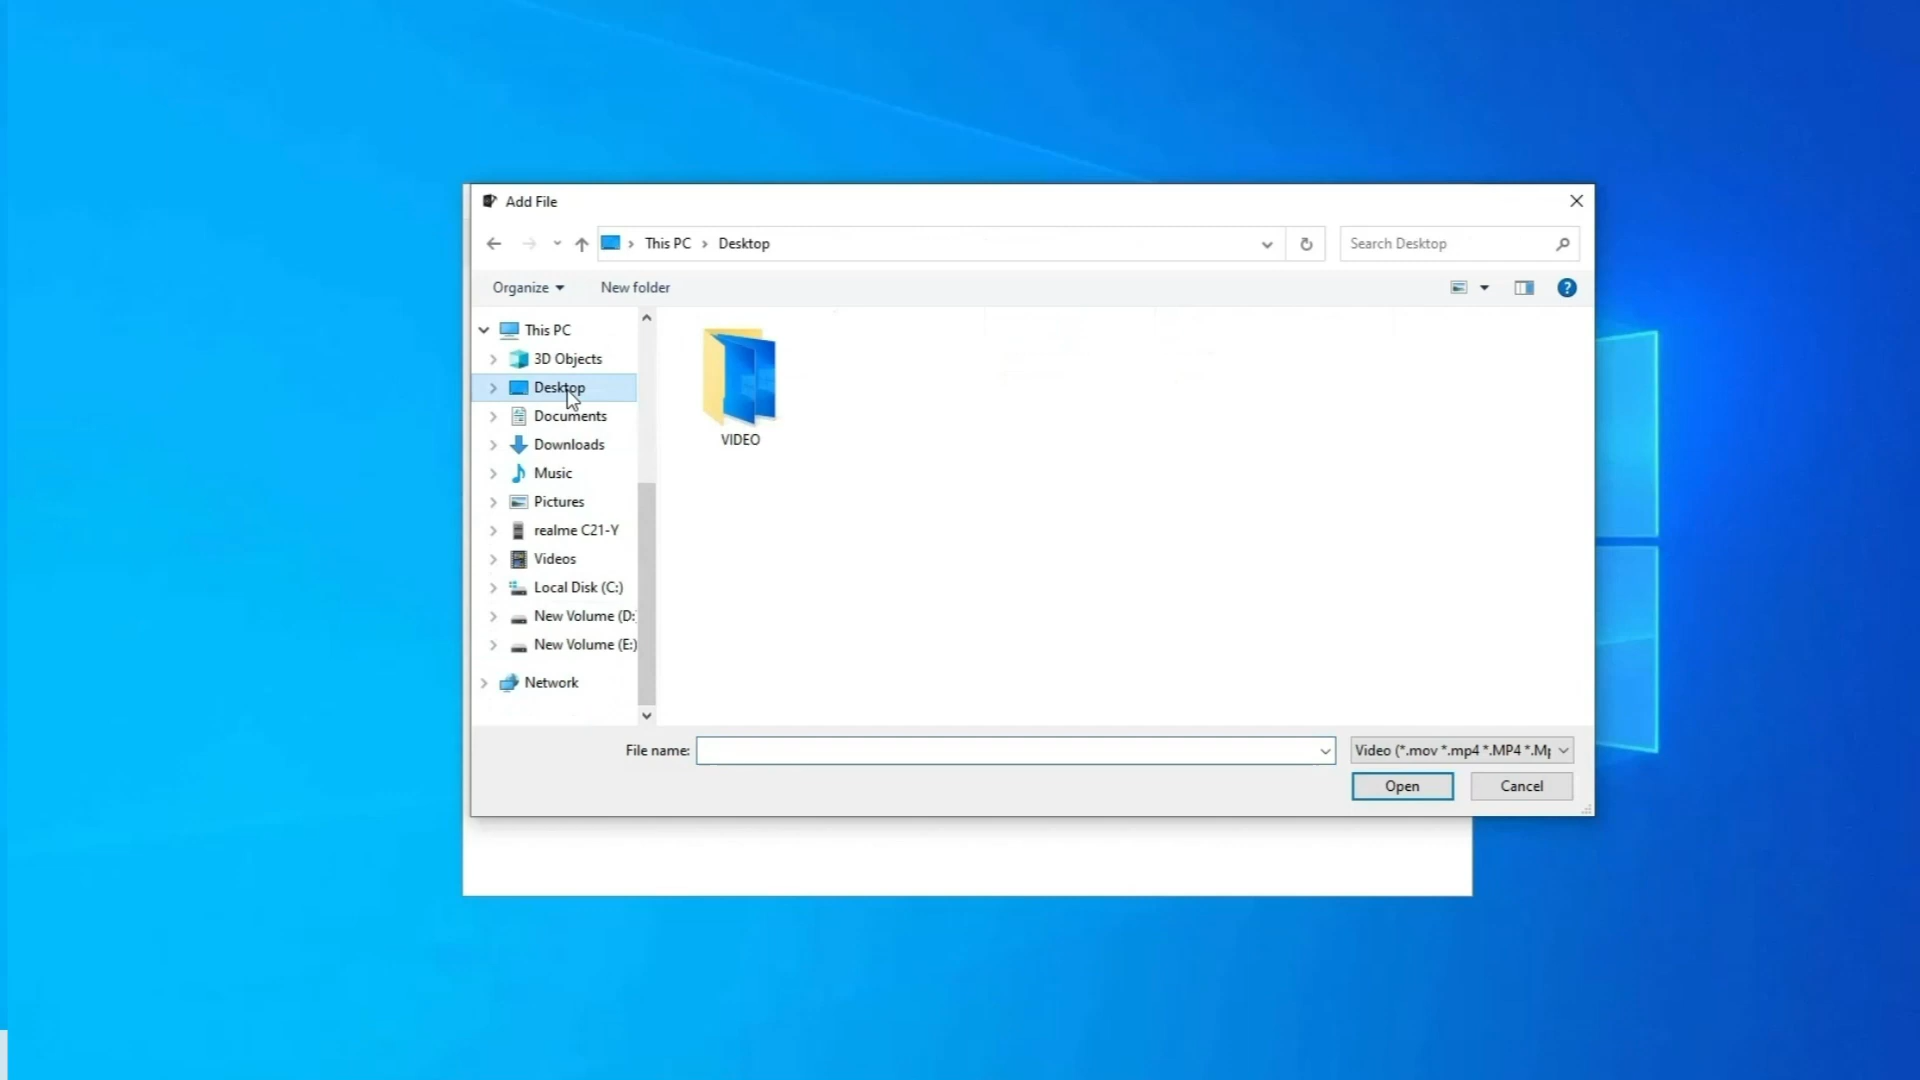 Add File
This PC
Desktop
Search Desktop
Organize
New folder
This PC
3D Objects
Desktop
Documents
Downloads
Music
Pictures
realme C21-Y
Videos
Local Disk (C:)
New Volume (D:
New Volume (E:)
Network
VIDEO
File name:
Video (*.mov *.mp4 *.MP4 *.Mp
Open
Cancel